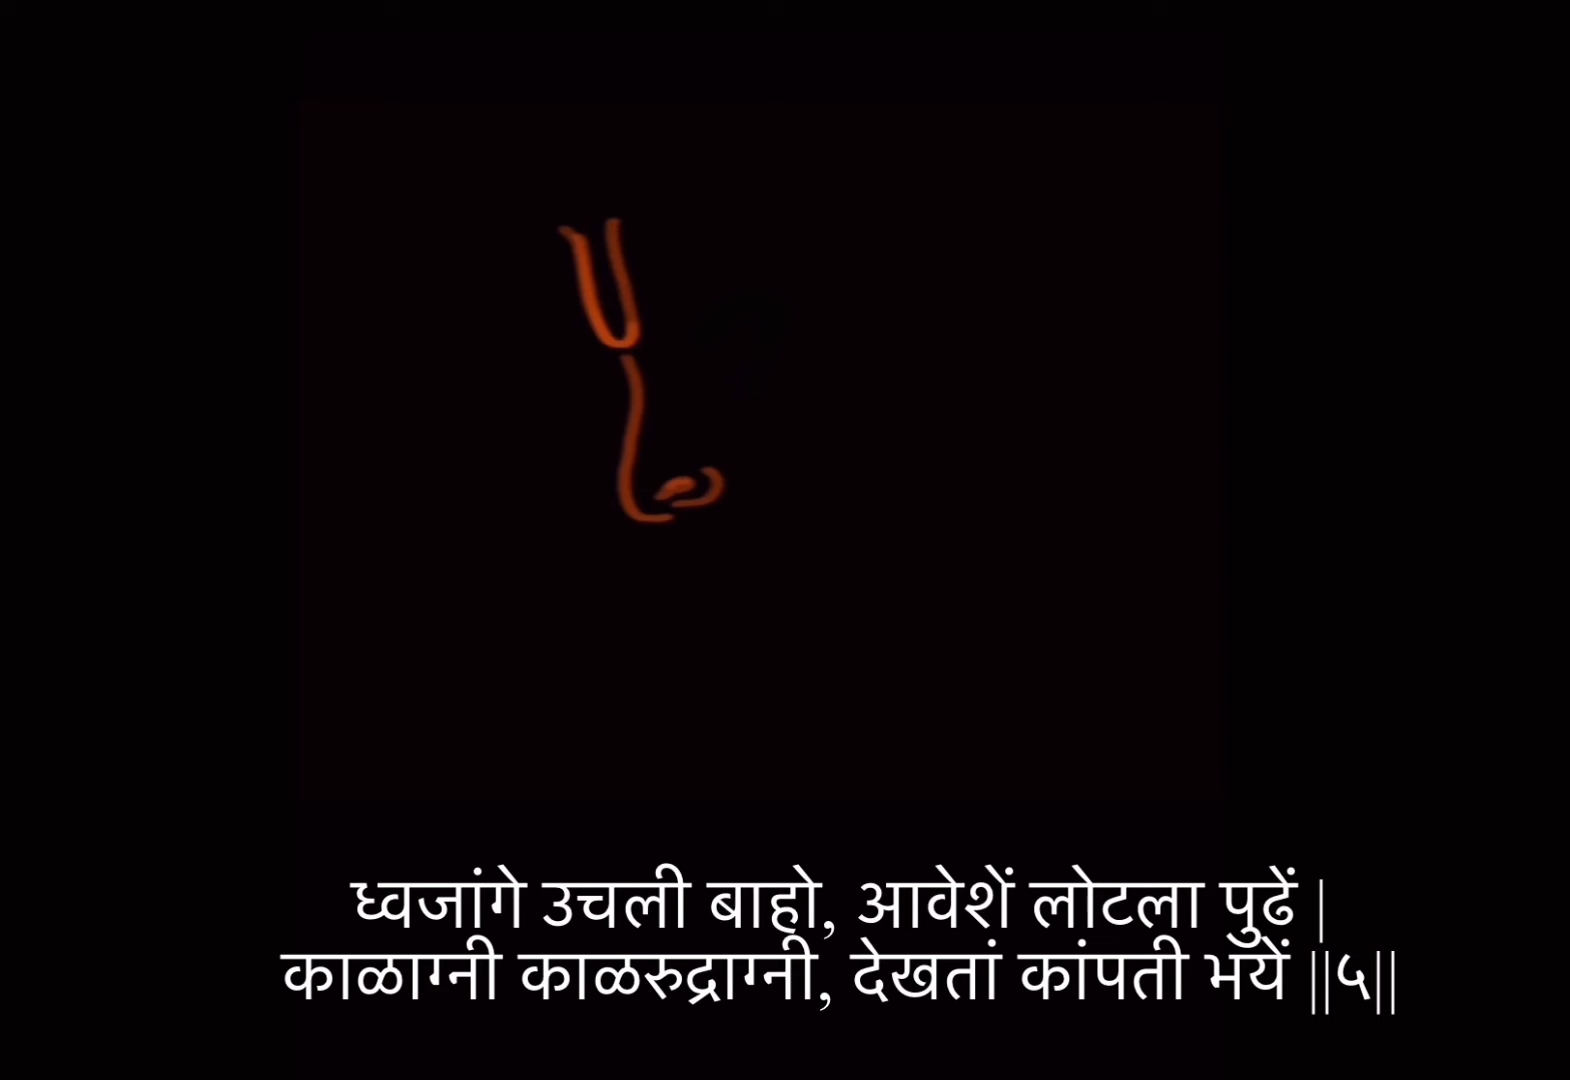 ध्वजांगे उचली बाहो, आवेशें लोटला पुढें |
काळाग्नी काळरुद्राग्नी, देखतां कांपती भयें ||५||